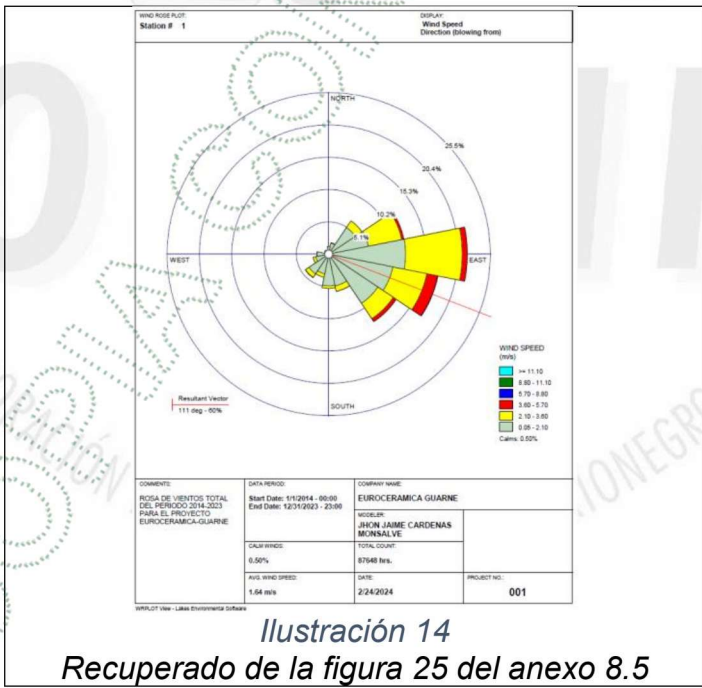 WIND ROSE PLOT:
Station # 1
DISPLAY:
Wind Speed
Direction (blowing from)
NORTH
25.5%
20.4%
15.3%
10.2%
5.1%
WEST
EAST
SOUTH
WIND SPEED
(m/s)
>= 11.10
8.80 - 11.10
5.70 - 8.80
3.60 - 5.70
2.10 - 3.60
0.05 - 2.10
Calms: 0.50%
Resultant Vector
111 deg - 60%
COMMENTS:
ROSA DE VIENTOS TOTAL
DEL PERIODO 2014-2023
PARA EL PROYECTO
EUROCERAMICA-GUARNE
DATA PERIOD:
Start Date: 1/1/2014 - 00:00
End Date: 12/31/2023 - 23:00
COMPANY NAME:
EUROCERAMICA GUARNE
MODELER:
JHON JAIME CARDENAS
MONSALVE
CALM WINDS:
0.50%
TOTAL COUNT:
87648 hrs.
AVG. WIND SPEED:
1.64 m/s
DATE:
2/24/2024
PROJECT NO.:
001
WRPLOT View - Lakes Environmental Software
Ilustración 14
Recuperado de la figura 25 del anexo 8.5